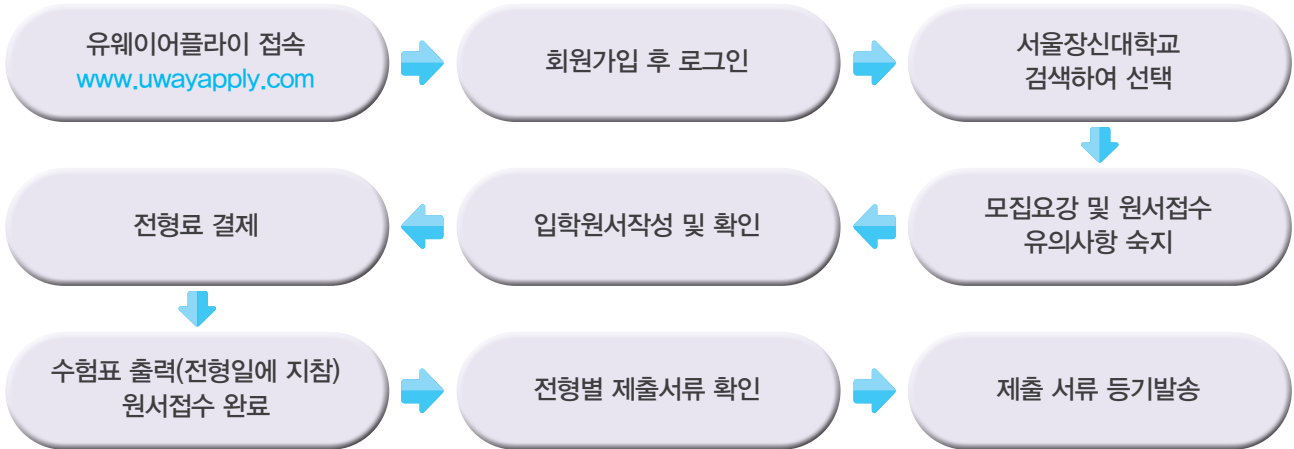 유웨이어플라이 접속
www.uwayapply.com
회원가입 후 로그인
서울장신대학교
검색하여 선택
모집요강 및 원서접수
유의사항 숙지
입학원서작성 및 확인
전형료 결제
수험표 출력(전형일에 지참)
원서접수 완료
전형별 제출서류 확인
제출 서류 등기발송